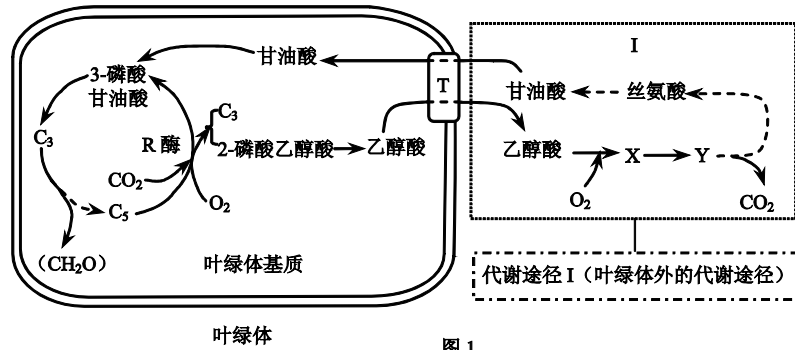 I
甘油酸
3-磷酸
甘油酸
T
甘油酸
丝氨酸
C₃
R 酶
C₃
2-磷酸乙醇酸
乙醇酸
乙醇酸
X
Y
CO₂
C₅
O₂
O₂
CO₂
（CH₂O）
叶绿体基质
代谢途径 I（叶绿体外的代谢途径）
叶绿体
图 1